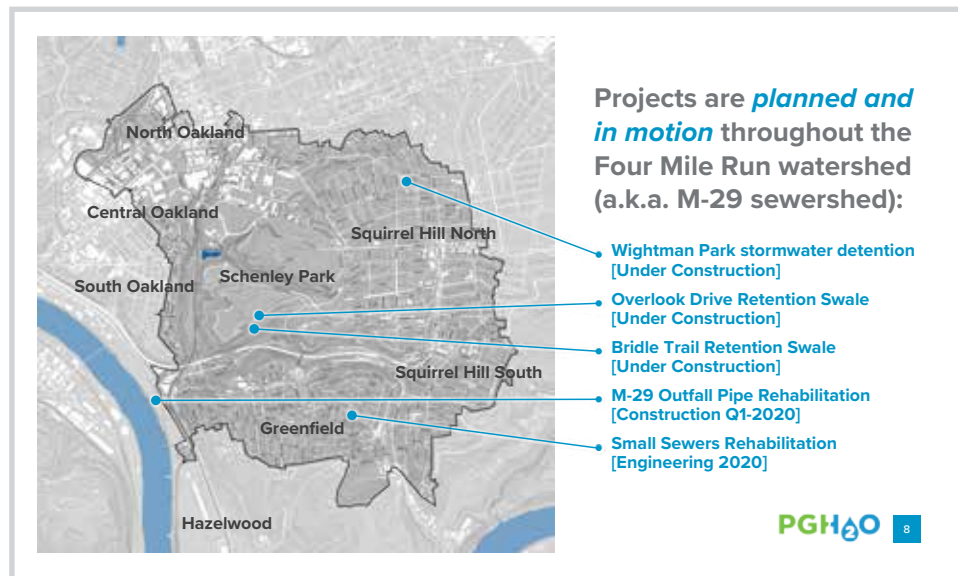 Projects are planned and
in motion throughout the
Four Mile Run watershed
(a.k.a. M-29 sewershed):
North Oakland
Central Oakland
Squirrel Hill North
South Oakland
Schenley Park
Squirrel Hill South
Greenfield
Hazelwood
Wightman Park stormwater detention
[Under Construction]
Overlook Drive Retention Swale
[Under Construction]
Bridle Trail Retention Swale
[Under Construction]
M-29 Outfall Pipe Rehabilitation
[Construction Q1-2020]
Small Sewers Rehabilitation
[Engineering 2020]
PGH2O
8